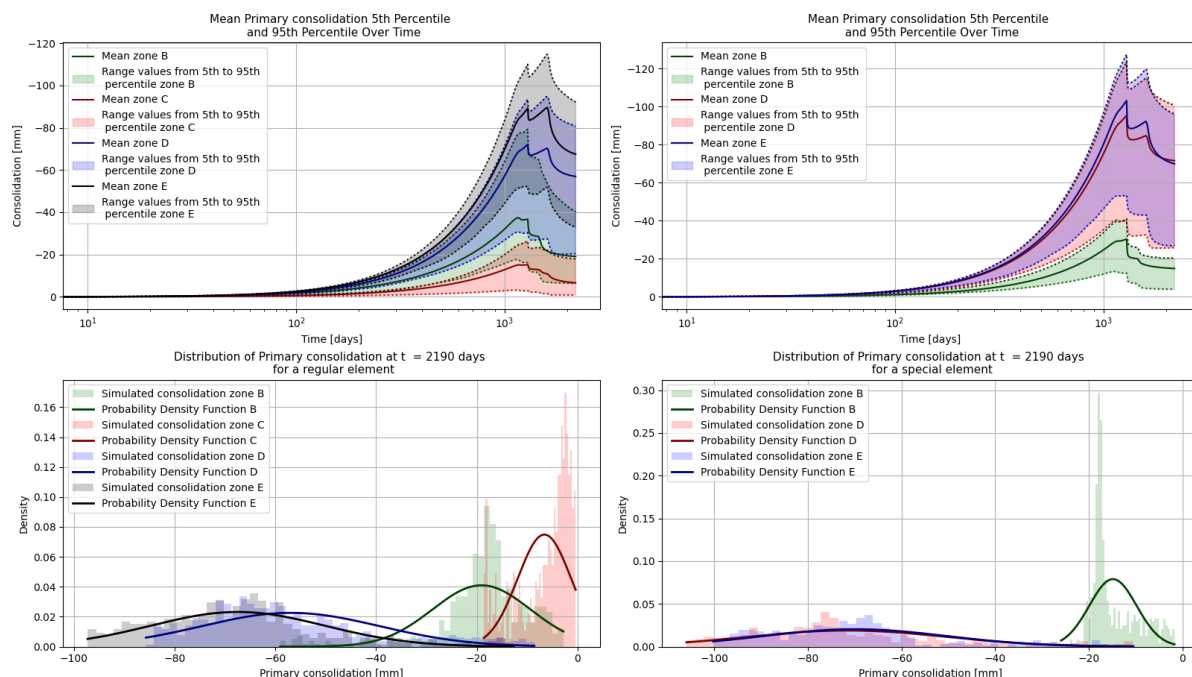 Mean Primary consolidation 5th Percentile
and 95th Percentile Over Time
−120
−100
−80
−60
−40
−20
0
Consolidation [mm]
Mean zone B
Range values from 5th to 95th
percentile zone B
Mean zone C
Range values from 5th to 95th
percentile zone C
Mean zone D
Range values from 5th to 95th
percentile zone D
Mean zone E
Range values from 5th to 95th
percentile zone E
10¹ 10² 10³
Time [days]
Mean Primary consolidation 5th Percentile
and 95th Percentile Over Time
−120
−100
−80
−60
−40
−20
0
Consolidation [mm]
Mean zone B
Range values from 5th to 95th
percentile zone B
Mean zone D
Range values from 5th to 95th
percentile zone D
Mean zone E
Range values from 5th to 95th
percentile zone E
10¹ 10² 10³
Time [days]
Distribution of Primary consolidation at t = 2190 days
for a regular element
0.16
0.14
0.12
0.10
0.08
0.06
0.04
0.02
0.00
Density
Simulated consolidation zone B
Probability Density Function B
Simulated consolidation zone C
Probability Density Function C
Simulated consolidation zone D
Probability Density Function D
Simulated consolidation zone E
Probability Density Function E
−100 −80 −60 −40 −20 0
Primary consolidation [mm]
Distribution of Primary consolidation at t = 2190 days
for a special element
0.30
0.25
0.20
0.15
0.10
0.05
0.00
Density
Simulated consolidation zone B
Probability Density Function B
Simulated consolidation zone D
Probability Density Function D
Simulated consolidation zone E
Probability Density Function E
−100 −80 −60 −40 −20 0
Primary consolidation [mm]